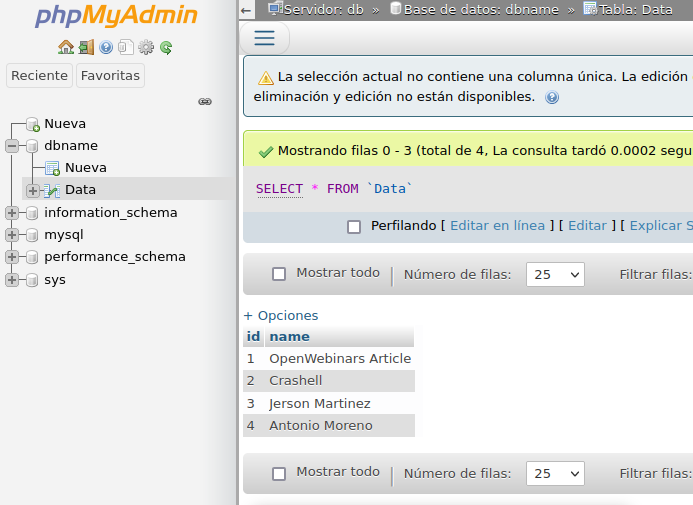 phpMyAdmin
Reciente Favoritas
Nueva
dbname
Nueva
Data
information_schema
mysql
performance_schema
sys
← Servidor: db » Base de datos: dbname » Tabla: Data
La selección actual no contiene una columna única. La edición
eliminación y edición no están disponibles.
Mostrando filas 0 - 3 (total de 4, La consulta tardó 0.0002 segu
SELECT * FROM `Data`
Perfilando [ Editar en línea ] [ Editar ] [ Explicar S
Mostrar todo | Número de filas: 25 Filtrar filas:
+ Opciones
id name
1 OpenWebinars Article
2 Crashell
3 Jerson Martinez
4 Antonio Moreno
Mostrar todo | Número de filas: 25 Filtrar filas: